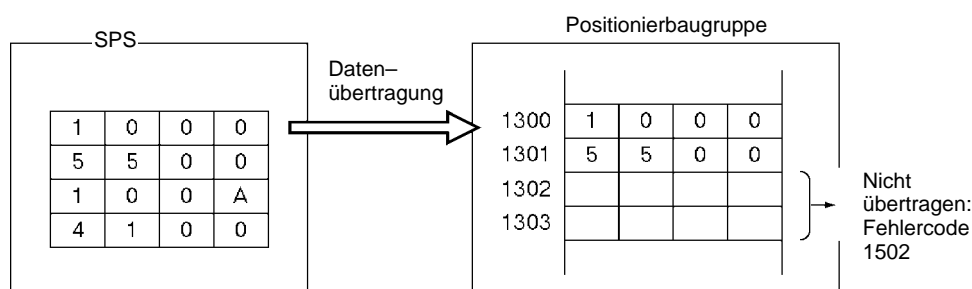 SPS
1 0 0 0
5 5 0 0
1 0 0 A
4 1 0 0
Daten–
übertragung
Positionierbaugruppe
1300 1 0 0 0
1301 5 5 0 0
1302
1303
Nicht
übertragen:
Fehlercode
1502